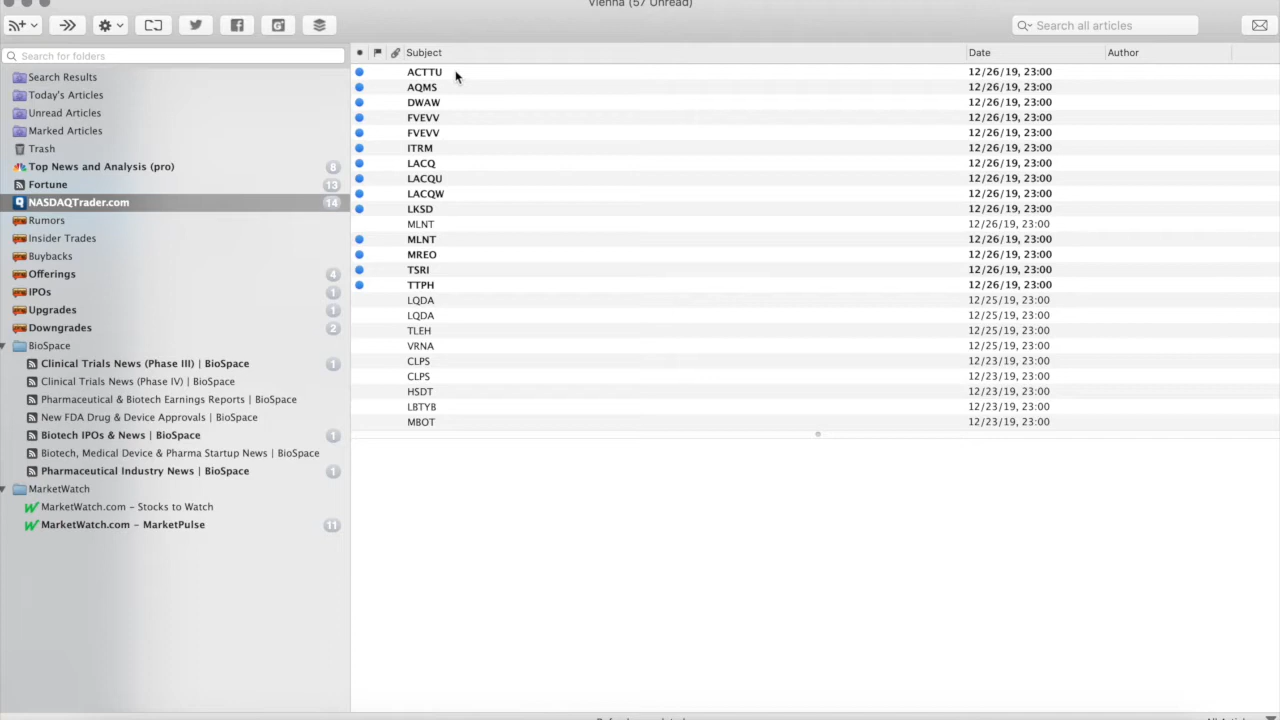 Vienna (57 Unread)
Search all articles
Search for folders
Search Results
Today's Articles
Unread Articles
Marked Articles
Trash
Top News and Analysis (pro) 8
Fortune 13
NASDAQTrader.com 14
Rumors
Insider Trades
Buybacks
Offerings 4
IPOs 1
Upgrades 1
Downgrades 2
BioSpace
Clinical Trials News (Phase III) | BioSpace 1
Clinical Trials News (Phase IV) | BioSpace
Pharmaceutical & Biotech Earnings Reports | BioSpace
New FDA Drug & Device Approvals | BioSpace
Biotech IPOs & News | BioSpace 1
Biotech, Medical Device & Pharma Startup News | BioSpace
Pharmaceutical Industry News | BioSpace 1
MarketWatch
MarketWatch.com – Stocks to Watch
MarketWatch.com – MarketPulse 11
Subject Date Author
ACTTU 12/26/19, 23:00
AQMS 12/26/19, 23:00
DWAW 12/26/19, 23:00
FVEVV 12/26/19, 23:00
FVEVV 12/26/19, 23:00
ITRM 12/26/19, 23:00
LACQ 12/26/19, 23:00
LACQU 12/26/19, 23:00
LACQW 12/26/19, 23:00
LKSD 12/26/19, 23:00
MLNT 12/26/19, 23:00
MLNT 12/26/19, 23:00
MREO 12/26/19, 23:00
TSRI 12/26/19, 23:00
TTPH 12/26/19, 23:00
LQDA 12/25/19, 23:00
LQDA 12/25/19, 23:00
TLEH 12/25/19, 23:00
VRNA 12/25/19, 23:00
CLPS 12/23/19, 23:00
CLPS 12/23/19, 23:00
HSDT 12/23/19, 23:00
LBTYB 12/23/19, 23:00
MBOT 12/23/19, 23:00